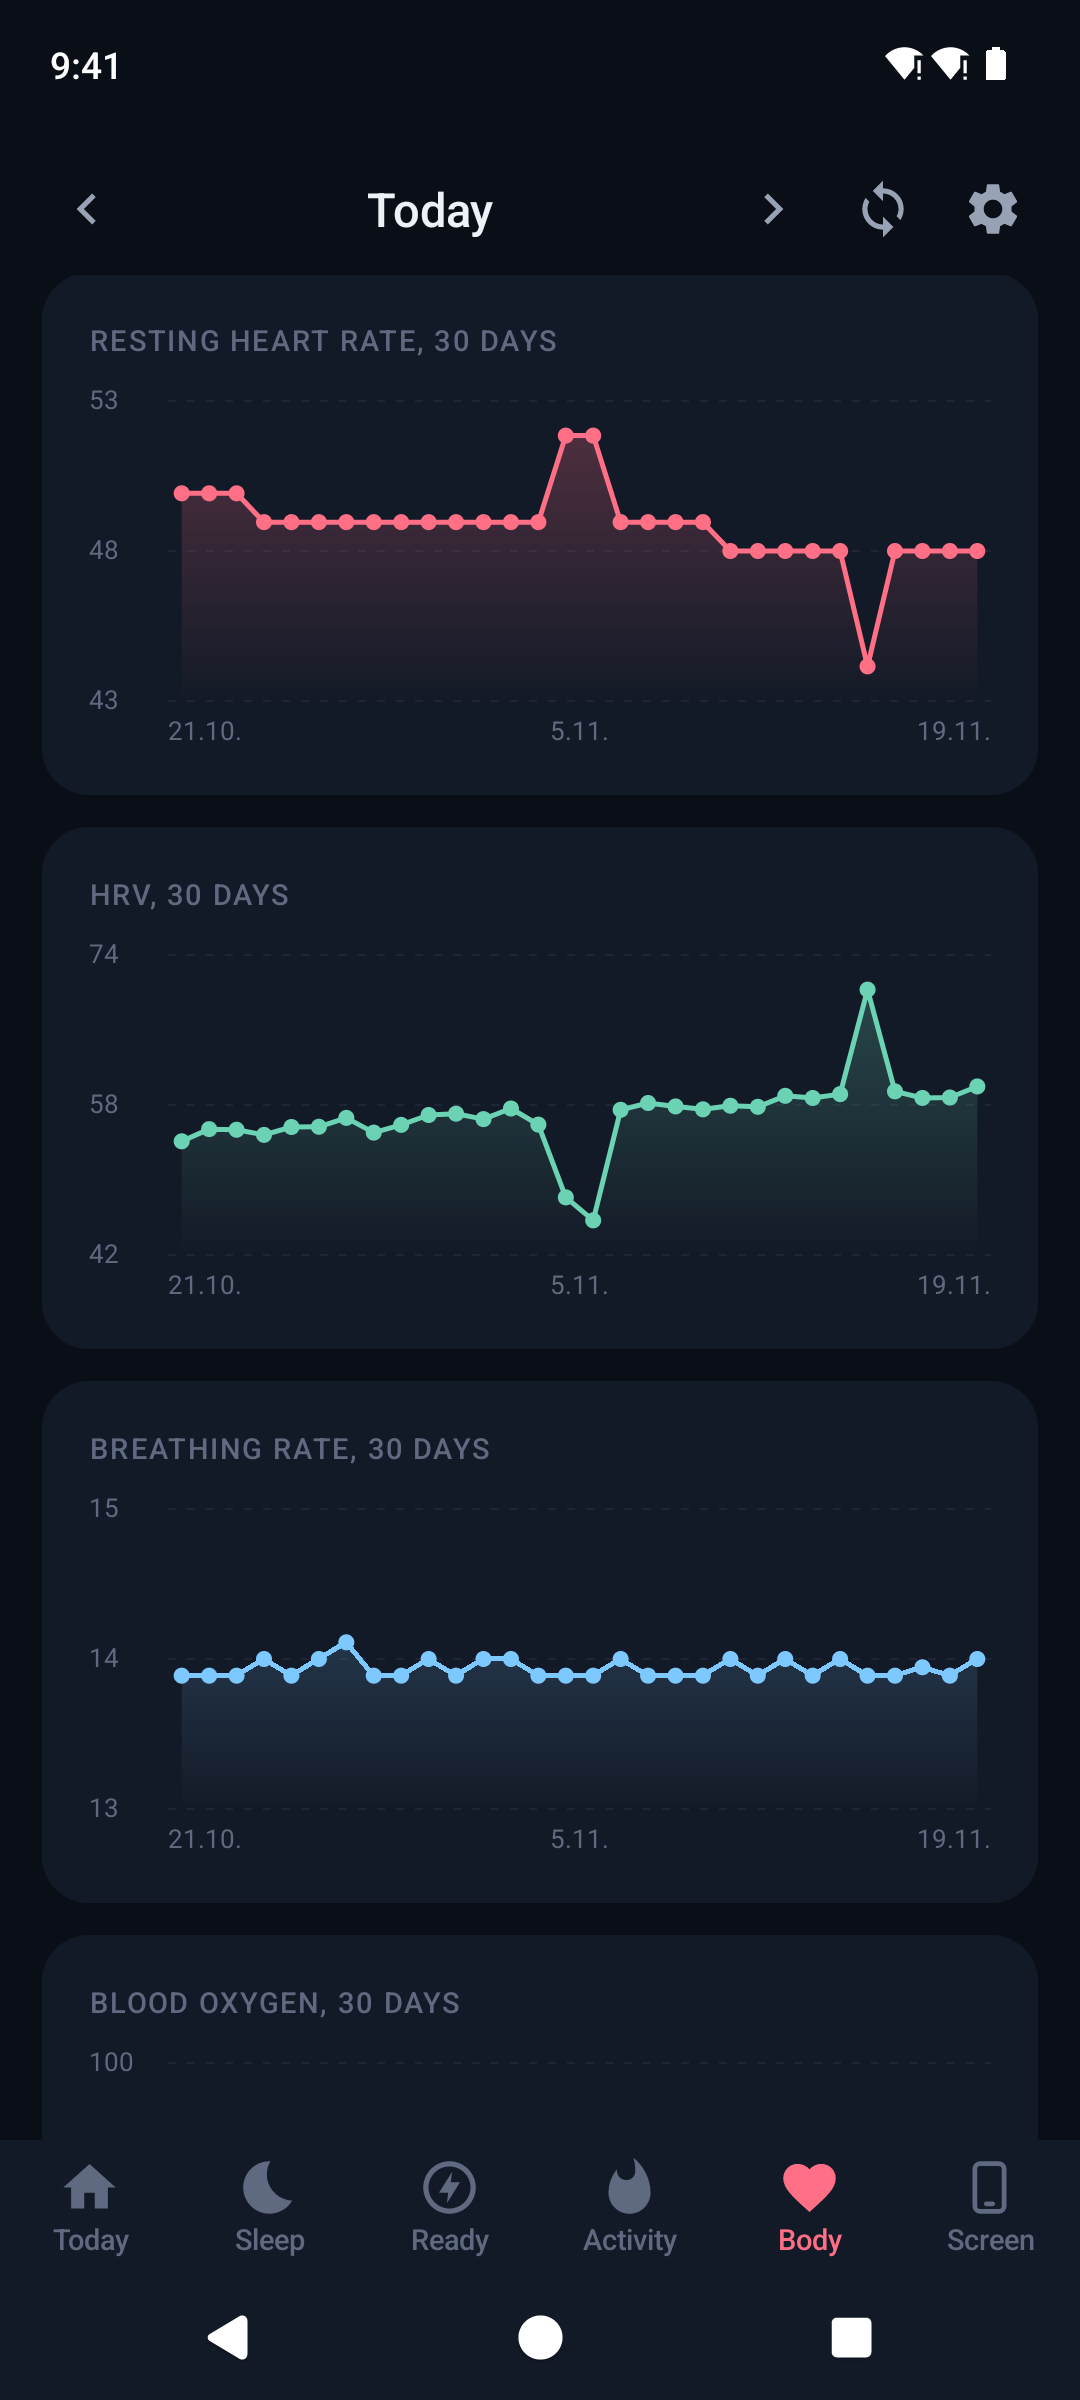 9:41
Today
RESTING HEART RATE, 30 DAYS
53
48
43
21.10. 5.11. 19.11.
HRV, 30 DAYS
74
58
42
21.10. 5.11. 19.11.
BREATHING RATE, 30 DAYS
15
14
13
21.10. 5.11. 19.11.
BLOOD OXYGEN, 30 DAYS
100
Today Sleep Ready Activity Body Screen